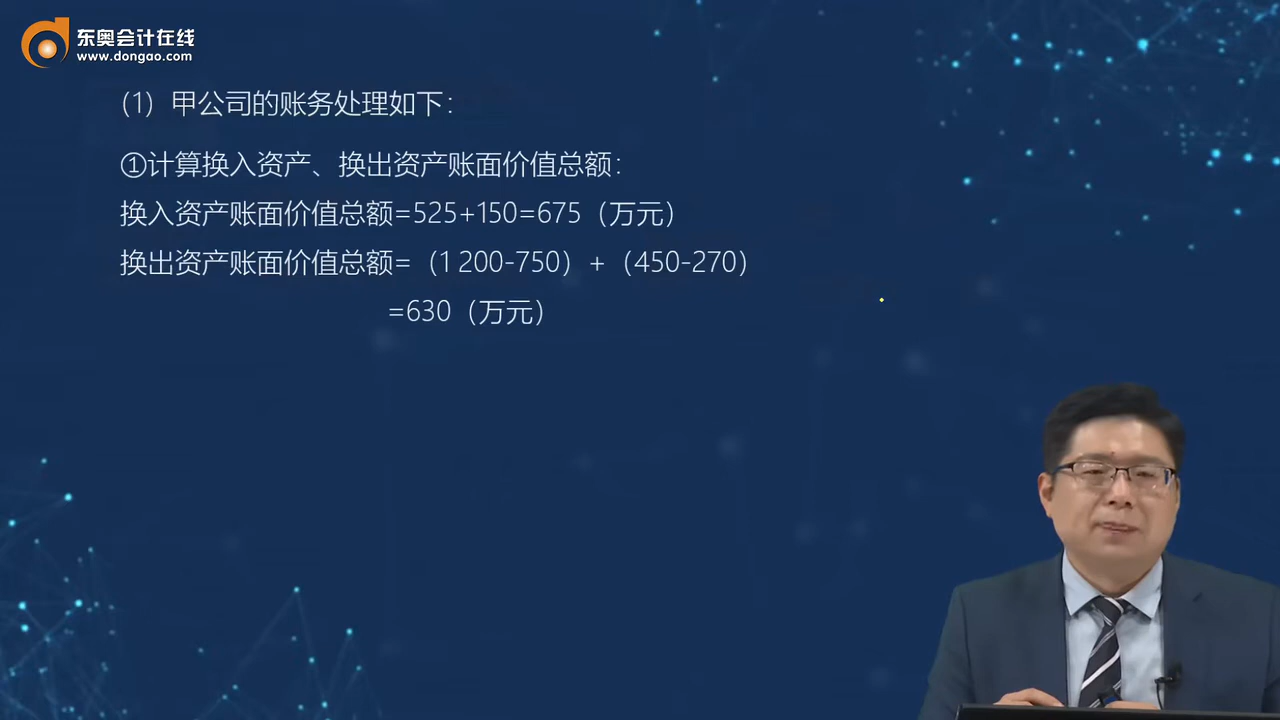 东奥会计在线
www.dongao.com
(1) 甲公司的账务处理如下：
①计算换入资产、换出资产账面价值总额：
换入资产账面价值总额=525+150=675（万元）
换出资产账面价值总额=（1 200-750）+（450-270）
=630（万元）